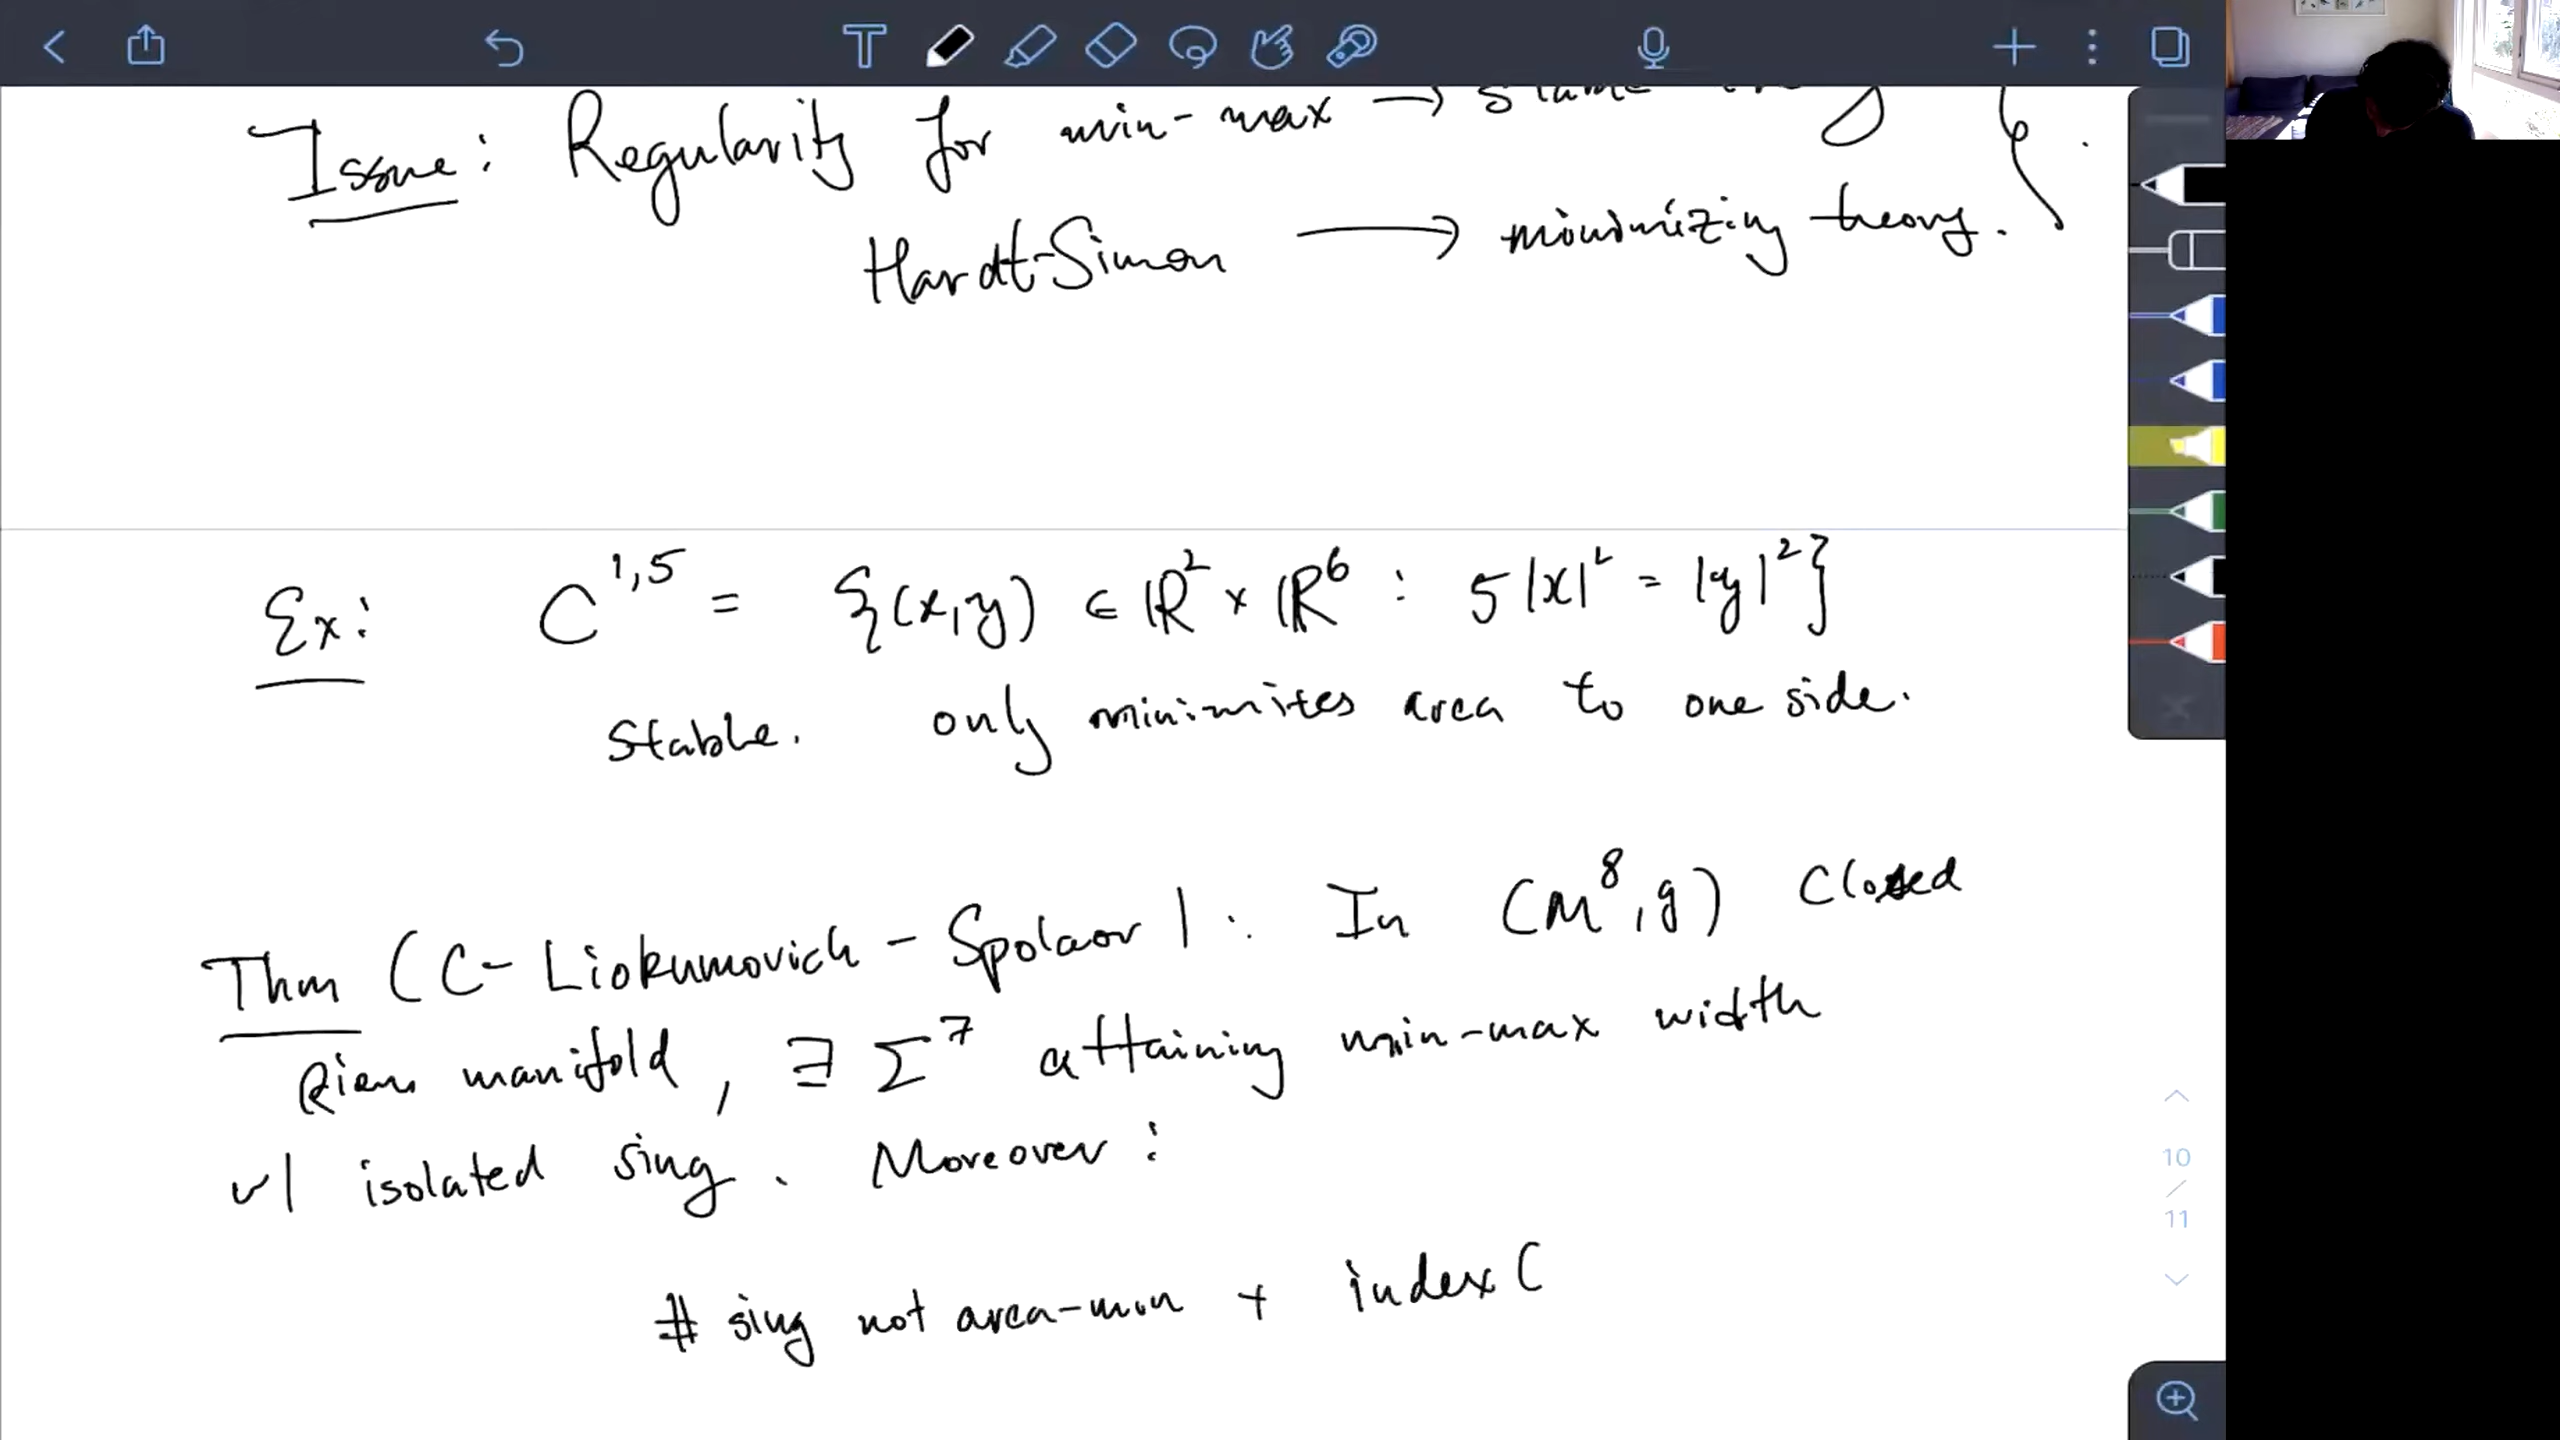 Issue: Regularity for min-max →
Hardt-Simon ⟶ minimizing theory.
Ex: C^{1,5} = {(x,y) ∈ ℝ² × ℝ⁶ : 5|x|² = |y|²}
Stable. only minimizes area to one side.
Thm (C- Liokumovich - Spolaor): In (M⁸, g) closed
Riem manifold, ∃ Σ⁷ attaining min-max width
w/ isolated sing. Moreover:
# sing not area-min + index (
10
/
11